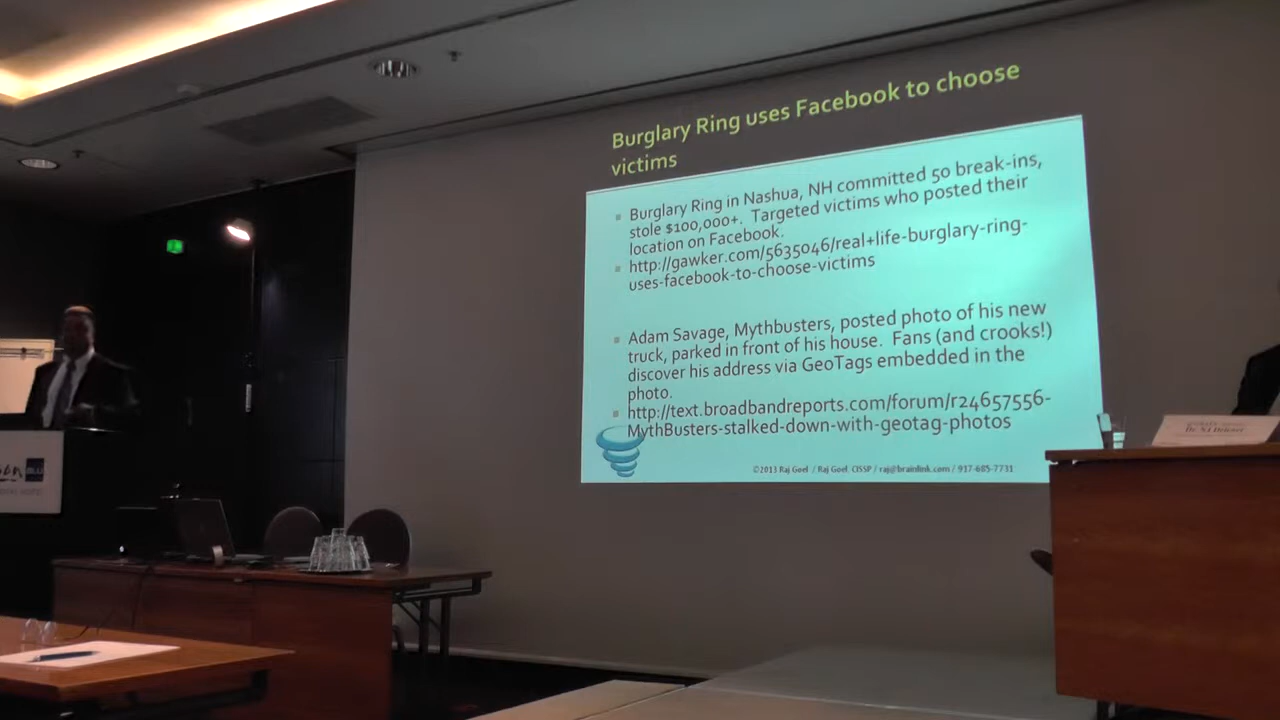 Burglary Ring uses Facebook to choose
victims
Burglary Ring in Nashua, NH committed 50 break-ins,
stole $100,000+. Targeted victims who posted their
location on Facebook.
http://gawker.com/5635046/real+life-burglary-ring-
uses-facebook-to-choose-victims
Adam Savage, Mythbusters, posted photo of his new
truck, parked in front of his house. Fans (and crooks!)
discover his address via GeoTags embedded in the
photo.
http://text.broadbandreports.com/forum/r24657556-
MythBusters-stalked-down-with-geotag-photos
©2013 Raj Goel / Raj Goel, CISSP / raj@brainlink.com / 917-685-7731
BLU